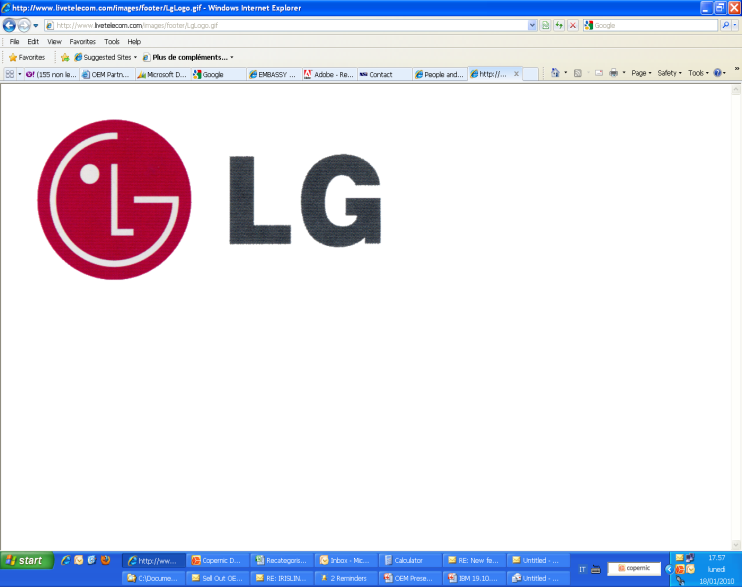 http://www.livetelecom.com/images/footer/LgLogo.gif - Windows Internet Explorer
http://www.livetelecom.com/images/footer/LgLogo.gif Google
File Edit View Favorites Tools Help
Favorites Suggested Sites Plus de compléments...
(155 non le... OEM Partn... Microsoft D... Google EMBASSY ... Adobe - Re... Contact People and... http://... Page Safety Tools
LG
start http://ww... Copernic D... Recategoris... Inbox - Mic... Calculator RE: New fe... Untitled - ... IT copernic 17:57
lunedì
C:\Docume... Sell Out OE... RE: IRISLIN... 2 Reminders OEM Prese... IBM 19.10.... Untitled - ... 18/01/2010